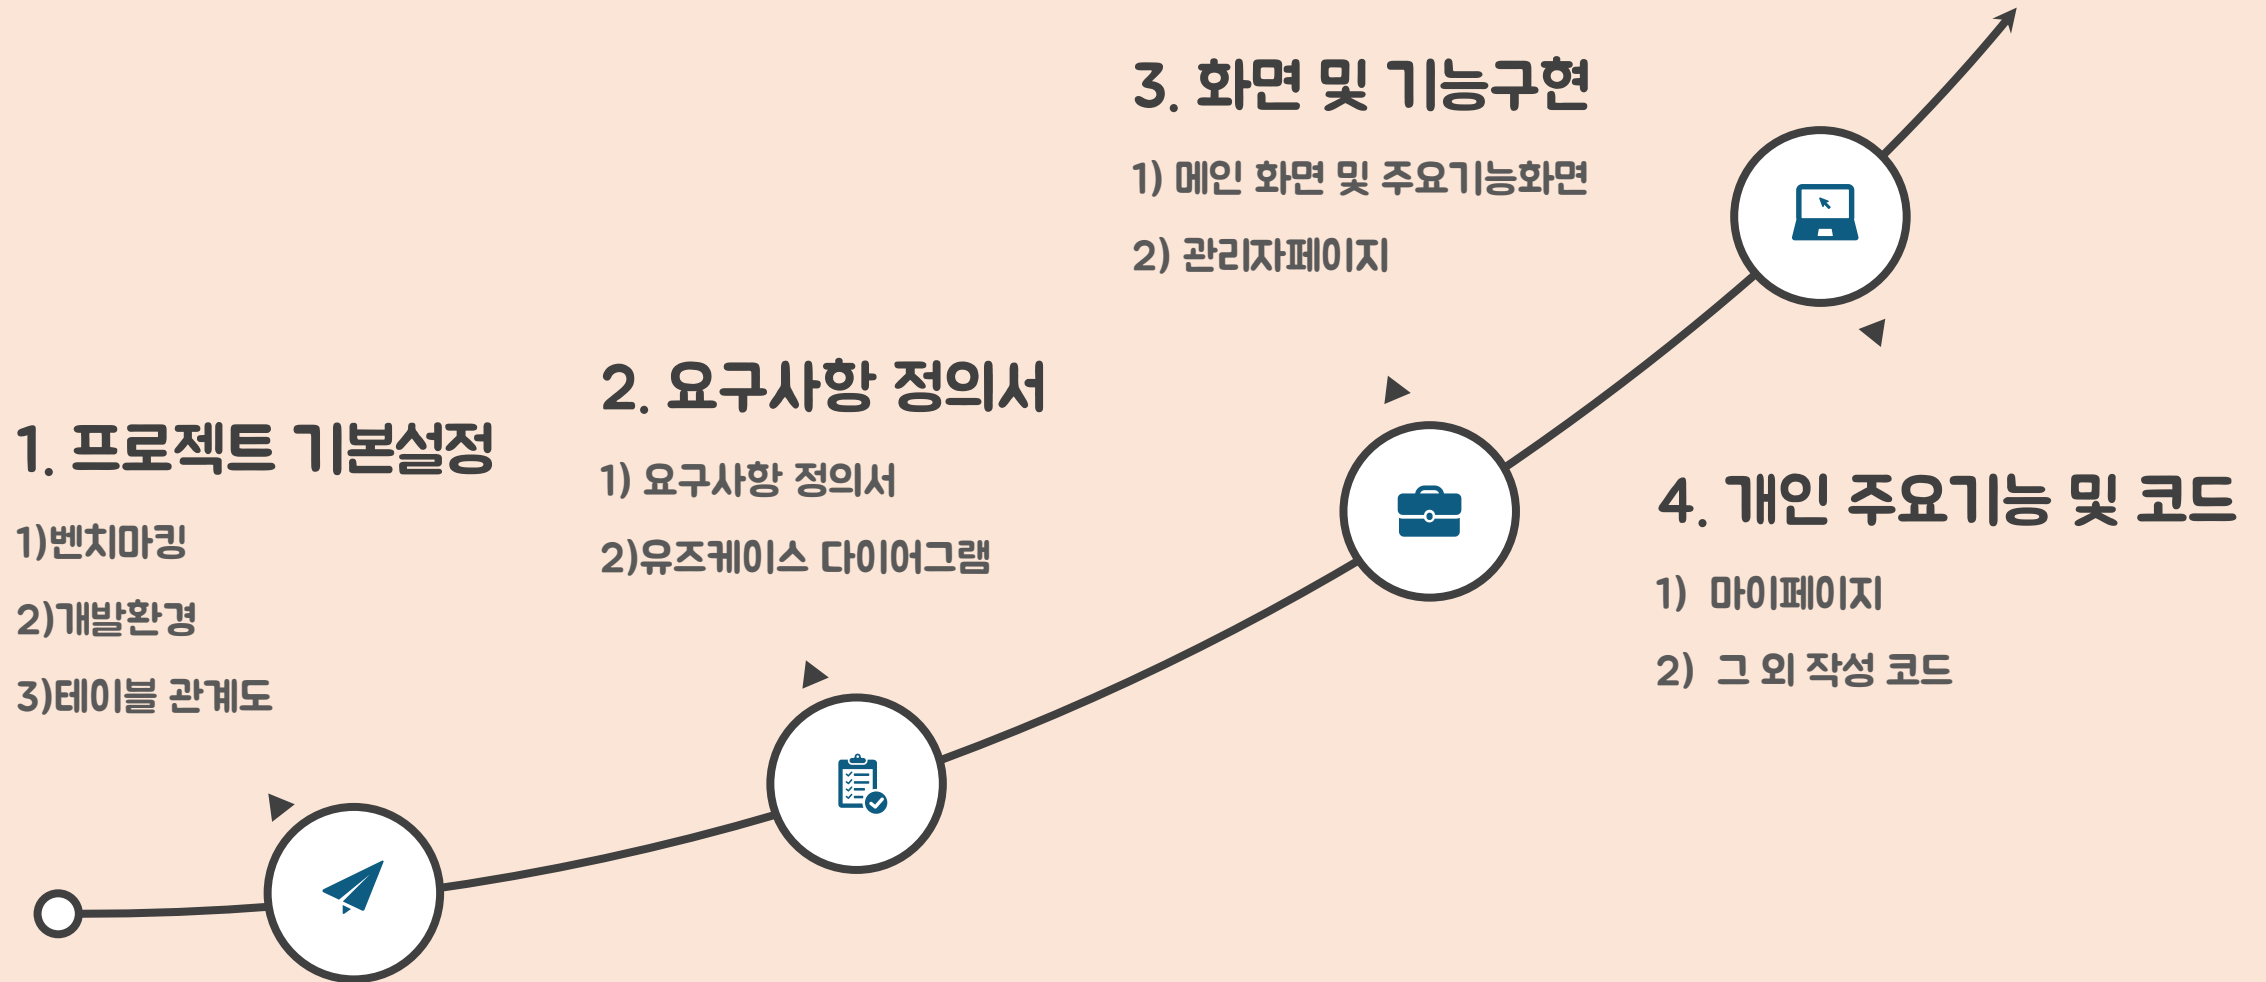 1. 프로젝트 기본설정
1)벤치마킹
2)개발환경
3)테이블 관계도
2. 요구사항 정의서
1) 요구사항 정의서
2)유즈케이스 다이어그램
3. 화면 및 기능구현
1) 메인 화면 및 주요기능화면
2) 관리자페이지
4. 개인 주요기능 및 코드
1) 마이페이지
2) 그 외 작성 코드